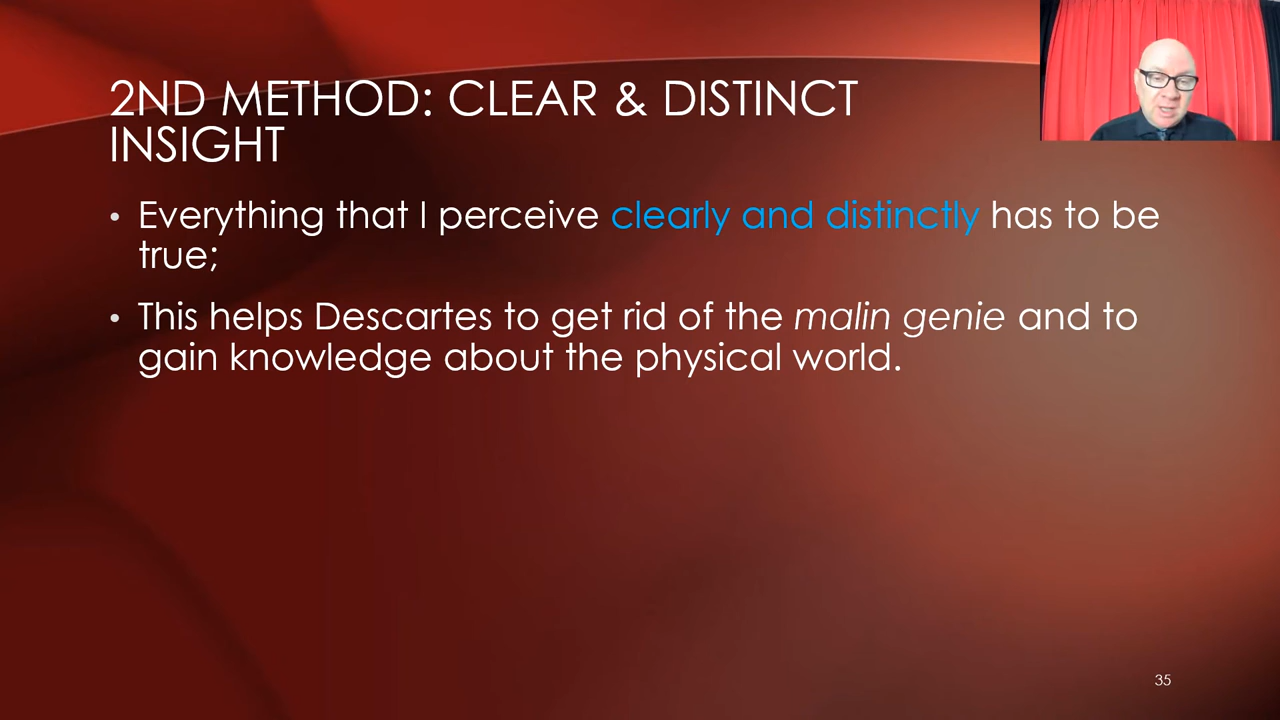 2ND METHOD: CLEAR & DISTINCT
INSIGHT
• Everything that I perceive clearly and distinctly has to be
true;
• This helps Descartes to get rid of the malin genie and to
gain knowledge about the physical world.
35